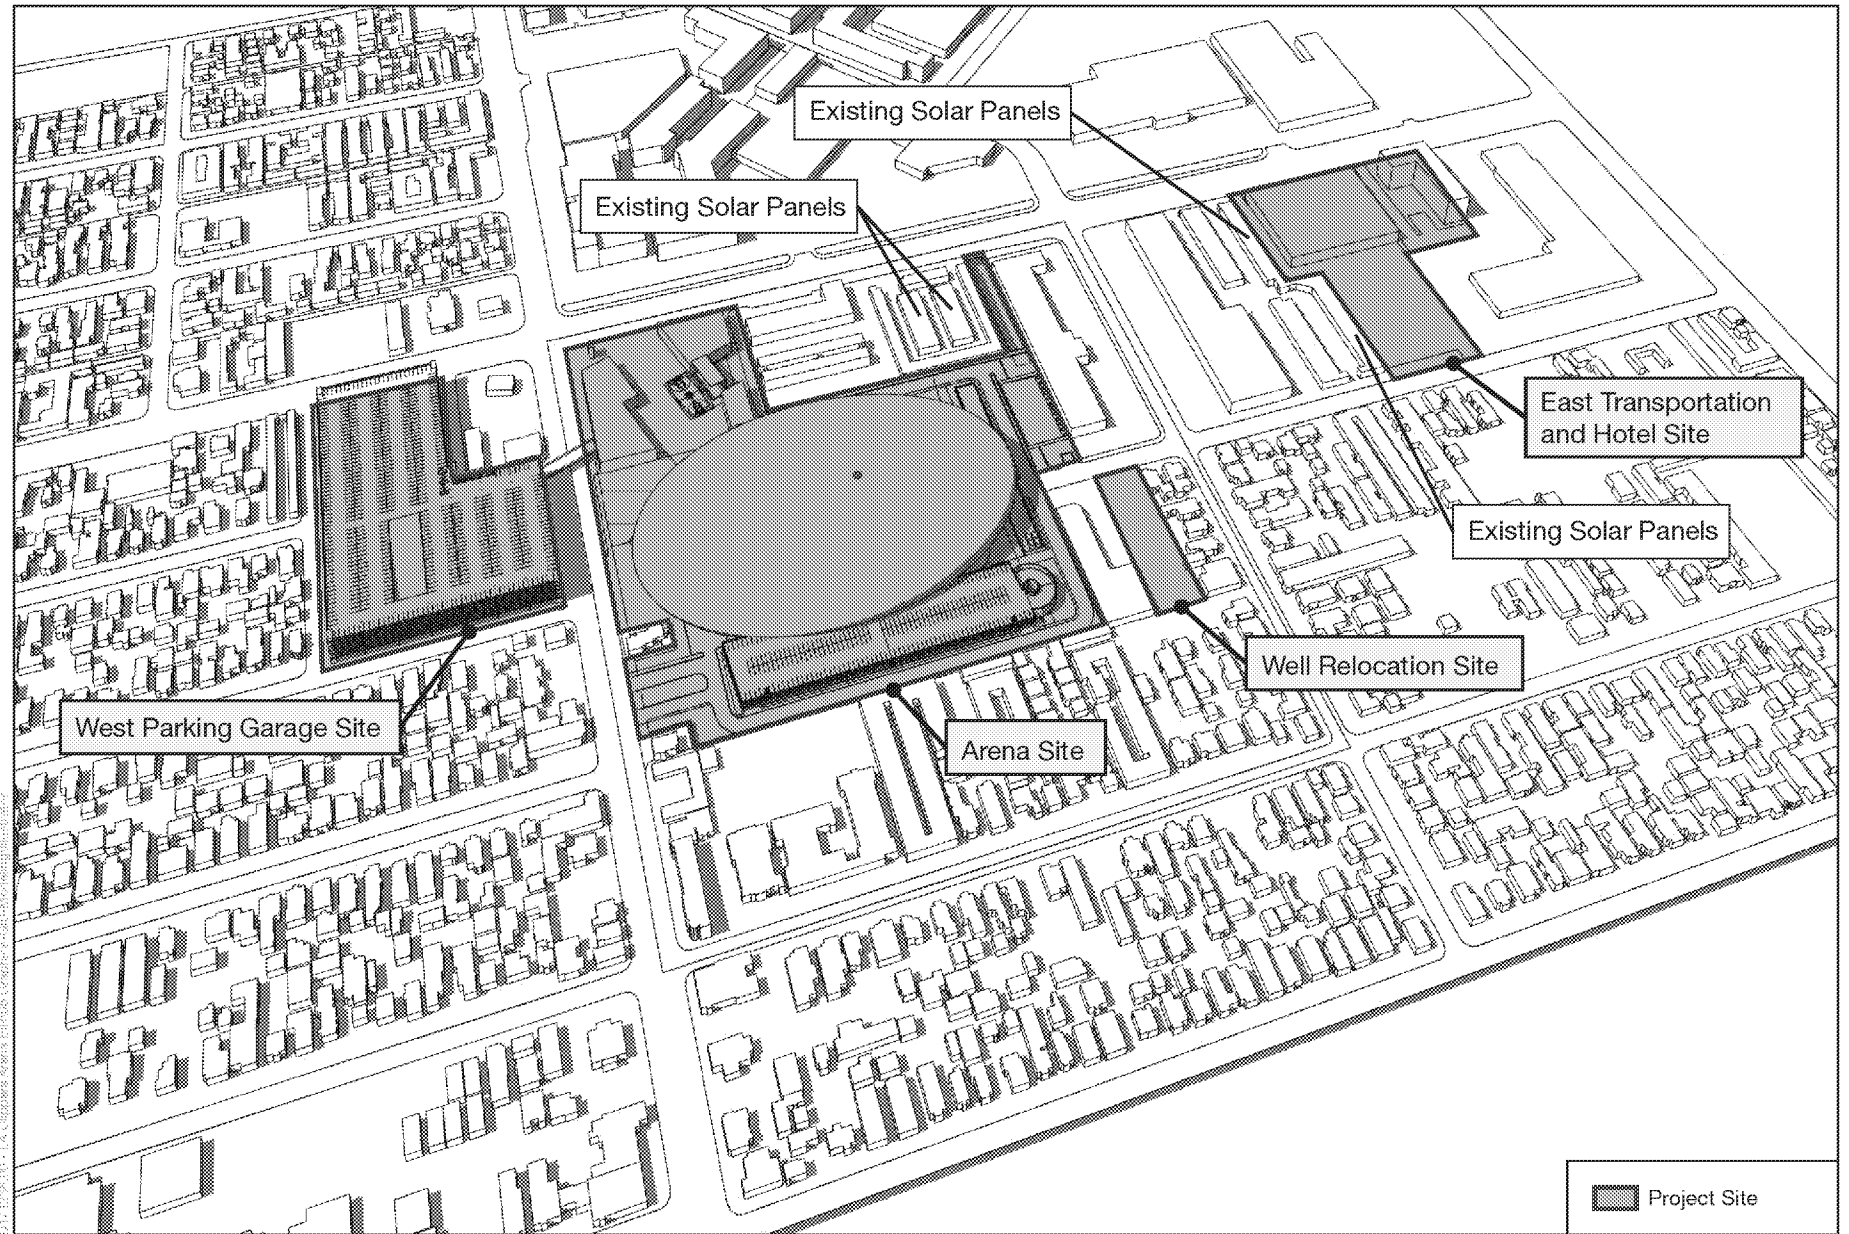 Existing Solar Panels
Existing Solar Panels
East Transportation
and Hotel Site
Existing Solar Panels
Well Relocation Site
West Parking Garage Site
Arena Site
Project Site